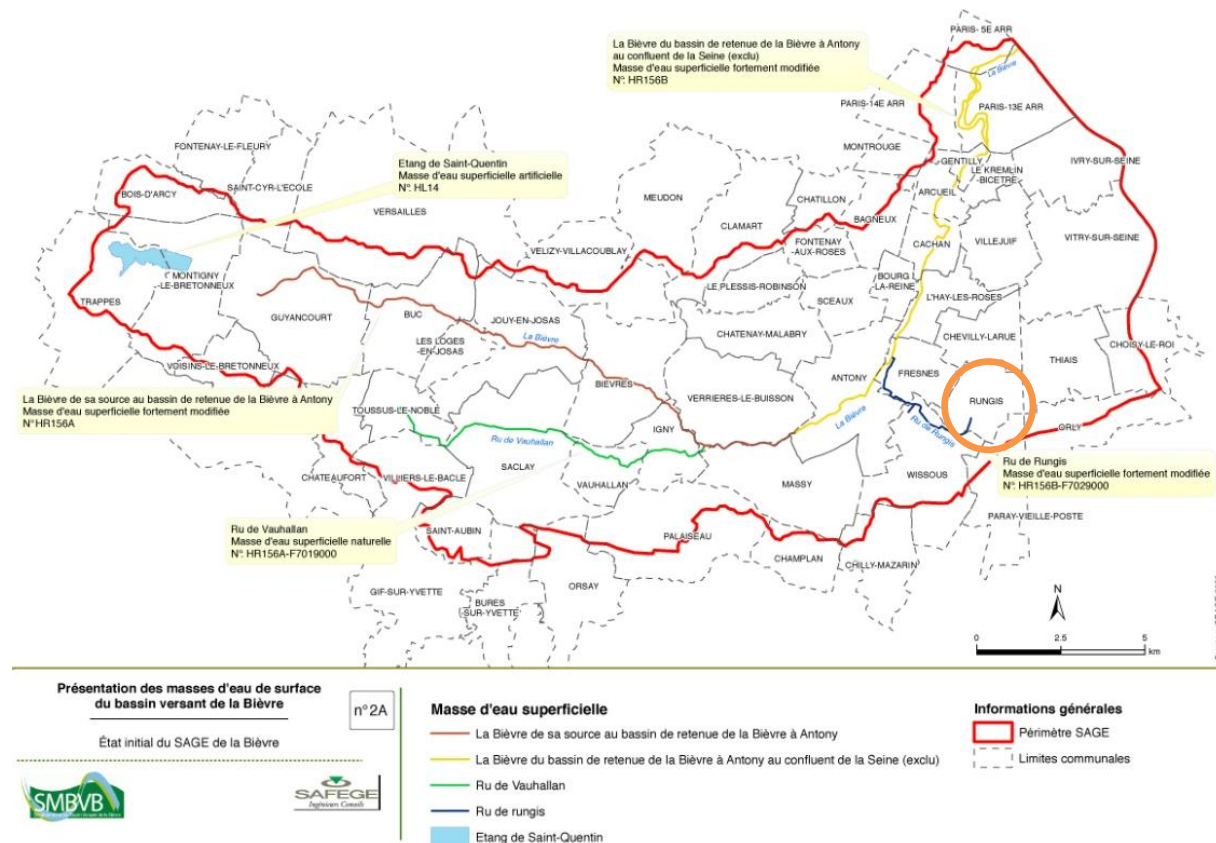 PARIS- 5E ARR
La Bièvre du bassin de retenue de la Bièvre à Antony
au confluent de la Seine (exclu)
Masse d'eau superficielle fortement modifiée
N°: HR156B
La Bièvre
PARIS-14E ARR
PARIS-13E ARR
MONTROUGE
FONTENAY-LE-FLEURY
Etang de Saint-Quentin
Masse d'eau superficielle artificielle
N°: HL14
GENTILLY
LE KREMLIN
-BICETRE
IVRY-SUR-SEINE
BOIS-D'ARCY
SAINT-CYR-L'ECOLE
ARCUEIL
VERSAILLES
MEUDON
CHATILLON
CLAMART
BAGNEUX
VILLEJUIF
VITRY-SUR-SEINE
VELIZY-VILLACOUBLAY
FONTENAY
-AUX-ROSES
CACHAN
MONTIGNY
-LE-BRETONNEUX
BOURG
LA-REINE
TRAPPES
LE PLESSIS-ROBINSON
SCEAUX
L'HAY-LES-ROSES
GUYANCOURT
BUC
JOUY-EN-JOSAS
CHATENAY-MALABRY
CHEVILLY-LARUE
LES LOGES
-EN-JOSAS
La Bièvre
CHOISY-LE-ROI
THIAIS
VOISINS-LE-BRETONNEUX
ANTONY
FRESNES
BIEVRES
VERRIERES-LE-BUISSON
RUNGIS
La Bièvre de sa source au bassin de retenue de la Bièvre à Antony
Masse d'eau superficielle fortement modifiée
N°HR156A
TOUSSUS-LE-NOBLE
La Bièvre
Ru de Rungis
ORLY
IGNY
Ru de Vauhallan
SACLAY
Ru de Rungis
Masse d'eau superficielle fortement modifiée
N°: HR156B-F7029000
CHATEAUFORT
VILLIERS-LE-BACLE
VAUHALLAN
MASSY
WISSOUS
Ru de Vauhallan
Masse d'eau superficielle naturelle
N°: HR156A-F7019000
PARAY-VIEILLE-POSTE
SAINT-AUBIN
PALAISEAU
CHAMPLAN
CHILLY-MAZARIN
GIF-SUR-YVETTE
ORSAY
BURES
-SUR-YVETTE
N
0 2.5 5
km
Présentation des masses d'eau de surface
du bassin versant de la Bièvre
n°2A
État initial du SAGE de la Bièvre
SMBVB
SAFEGE
Ingénieurs Conseils
Masse d'eau superficielle
La Bièvre de sa source au bassin de retenue de la Bièvre à Antony
La Bièvre du bassin de retenue de la Bièvre à Antony au confluent de la Seine (exclu)
Ru de Vauhallan
Ru de rungis
Etang de Saint-Quentin
Informations générales
Périmètre SAGE
Limites communales